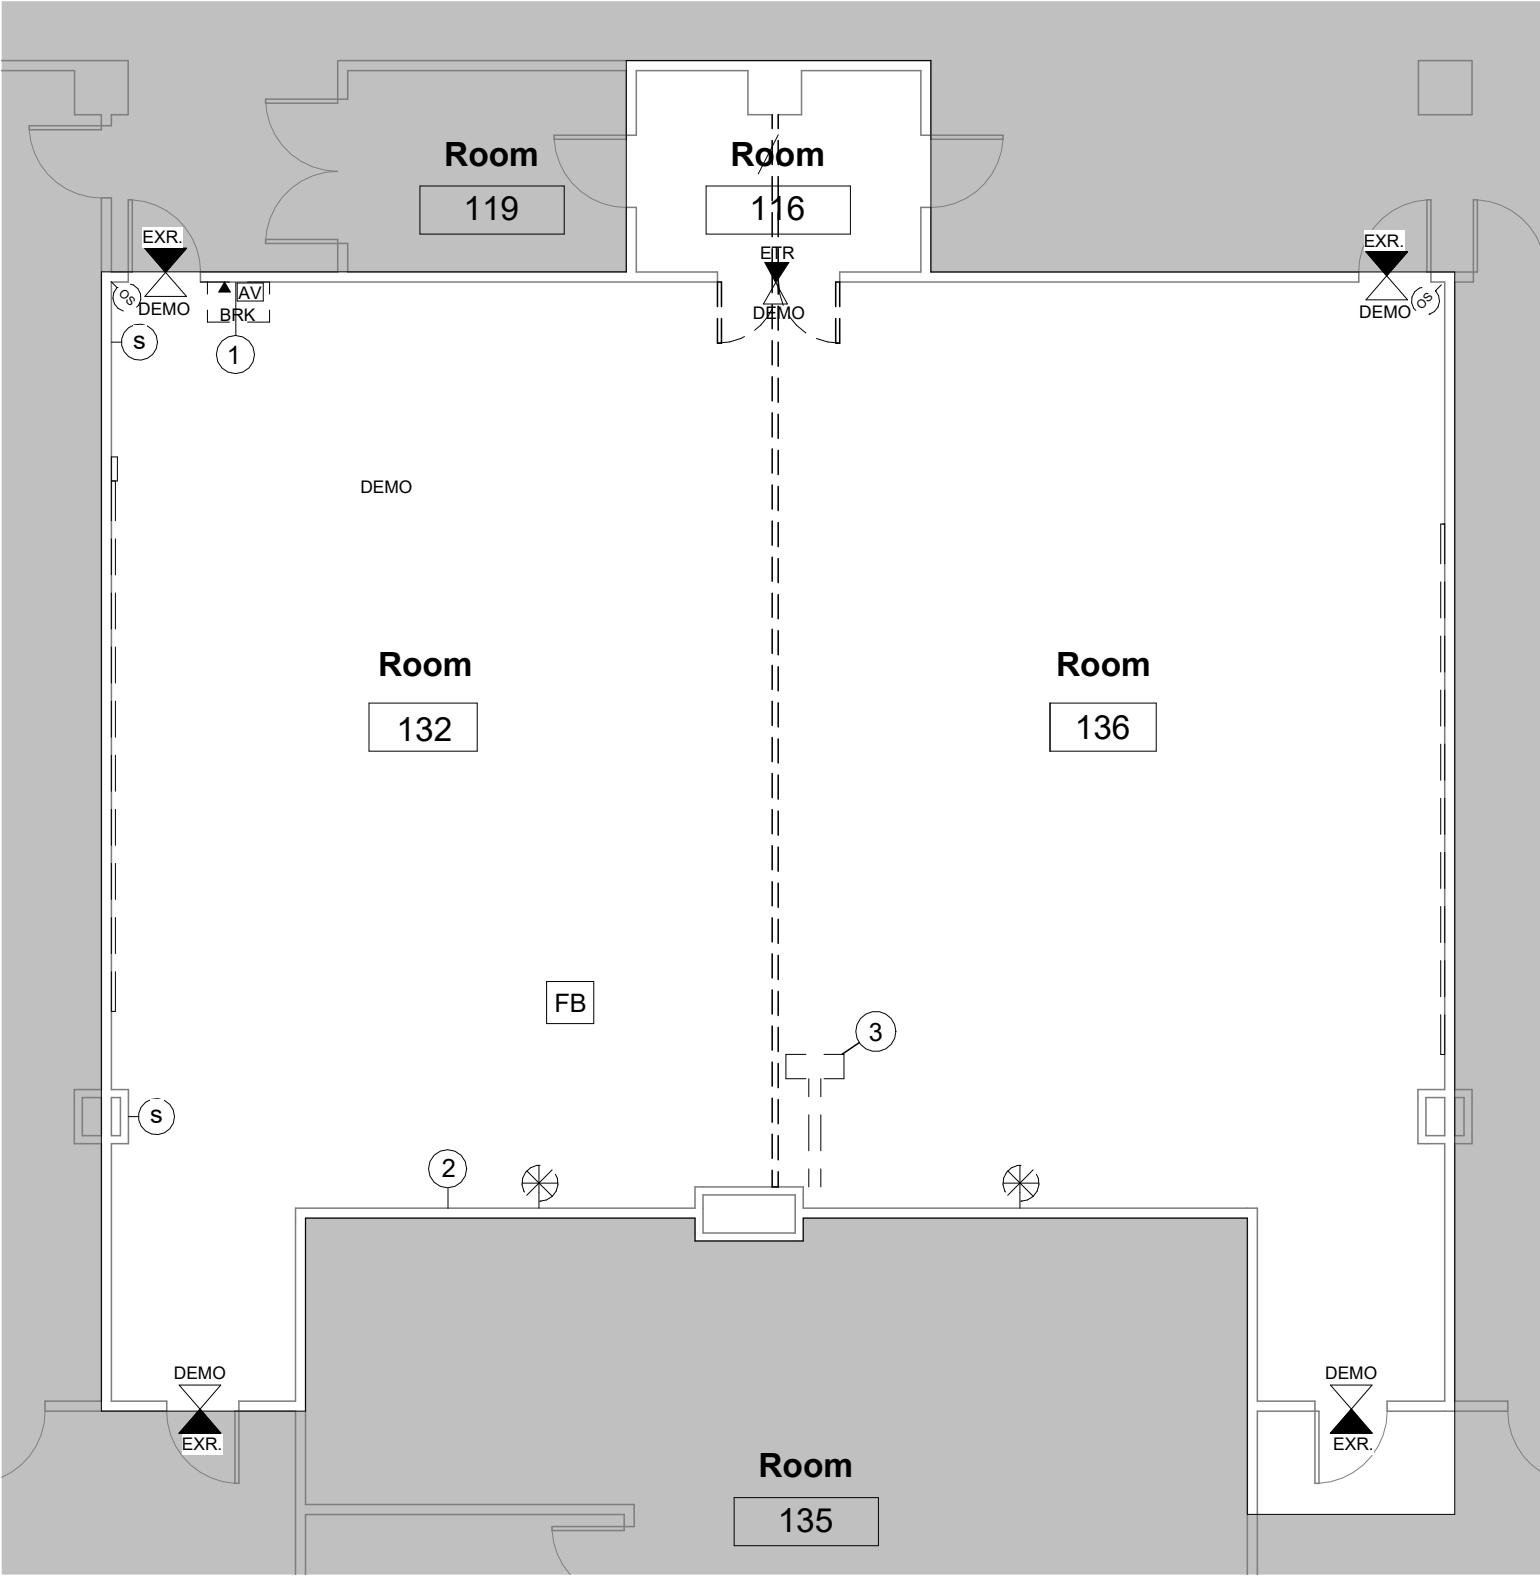 Room
119
Room
116
EXR.
DEMO
OS
AV
BRK
1
S
ETR
DEMO
EXR.
DEMO
OS
DEMO
Room
132
Room
136
FB
3
S
2
DEMO
EXR.
DEMO
EXR.
Room
135